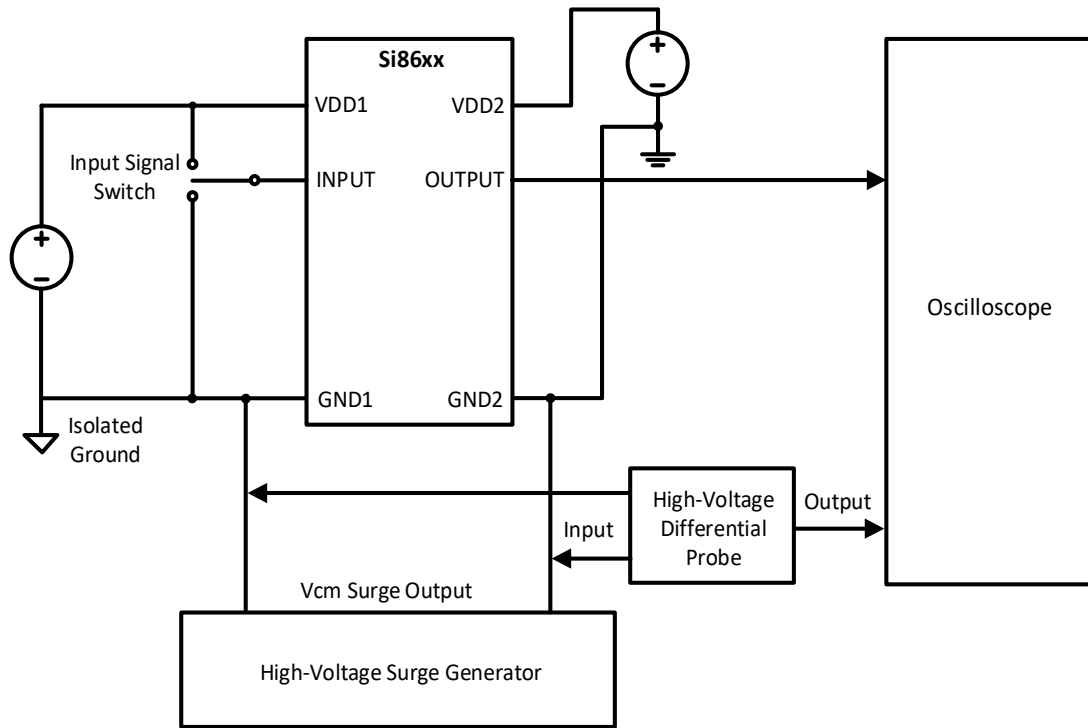 Si86xx
VDD1
VDD2
Input Signal
Switch
INPUT
OUTPUT
+
−
+
−
Oscilloscope
GND1
GND2
Isolated
Ground
High-Voltage
Differential
Probe
Input
Output
Vcm Surge Output
High-Voltage Surge Generator